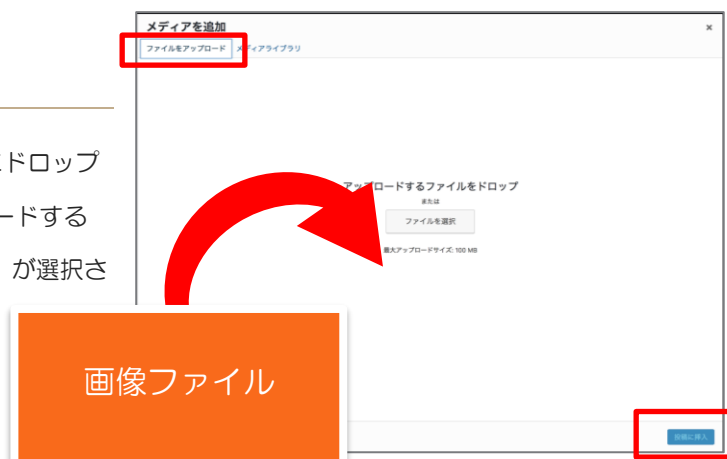 メディアを追加
×
ファイルをアップロード
メディアライブラリ
ドロップ
ードする
が選択さ
アップロードするファイルをドロップ
または
ファイルを選択
最大アップロードサイズ: 100 MB
画像ファイル
投稿に挿入